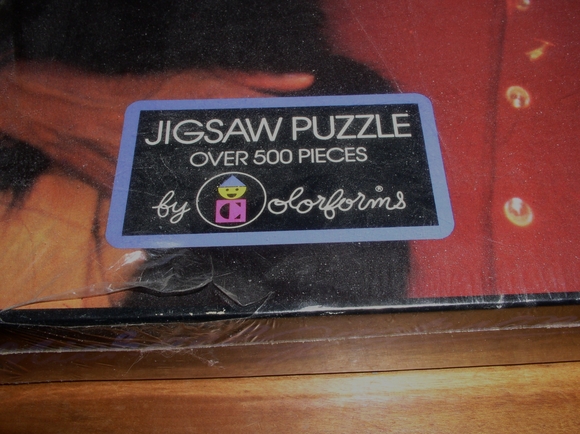 JIGSAW PUZZLE
OVER 500 PIECES
by Colorforms®